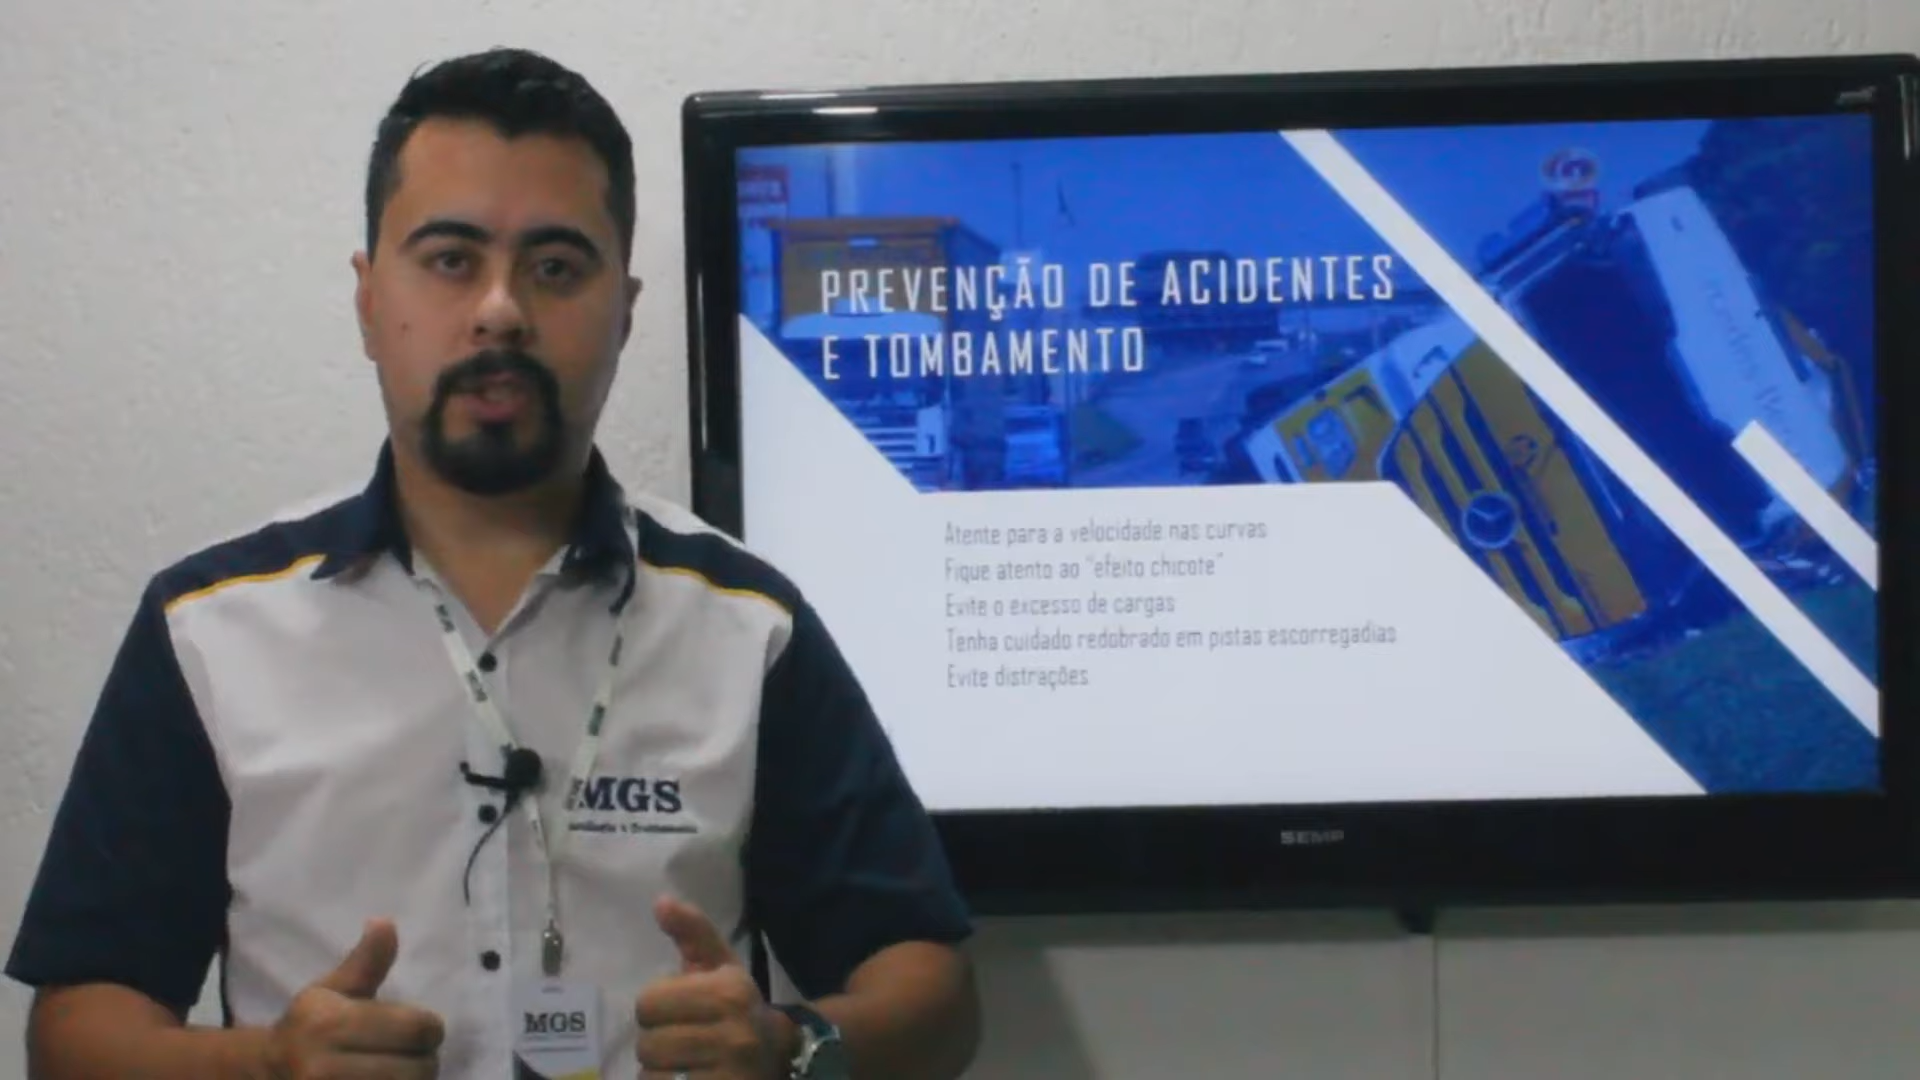 PREVENÇÃO DE ACIDENTES
E TOMBAMENTO
Atente para a velocidade nas curvas
Fique atento ao "efeito chicote"
Evite o excesso de cargas
Tenha cuidado redobrado em pistas escorregadias
Evite distrações
MGS
MGS
SEMP